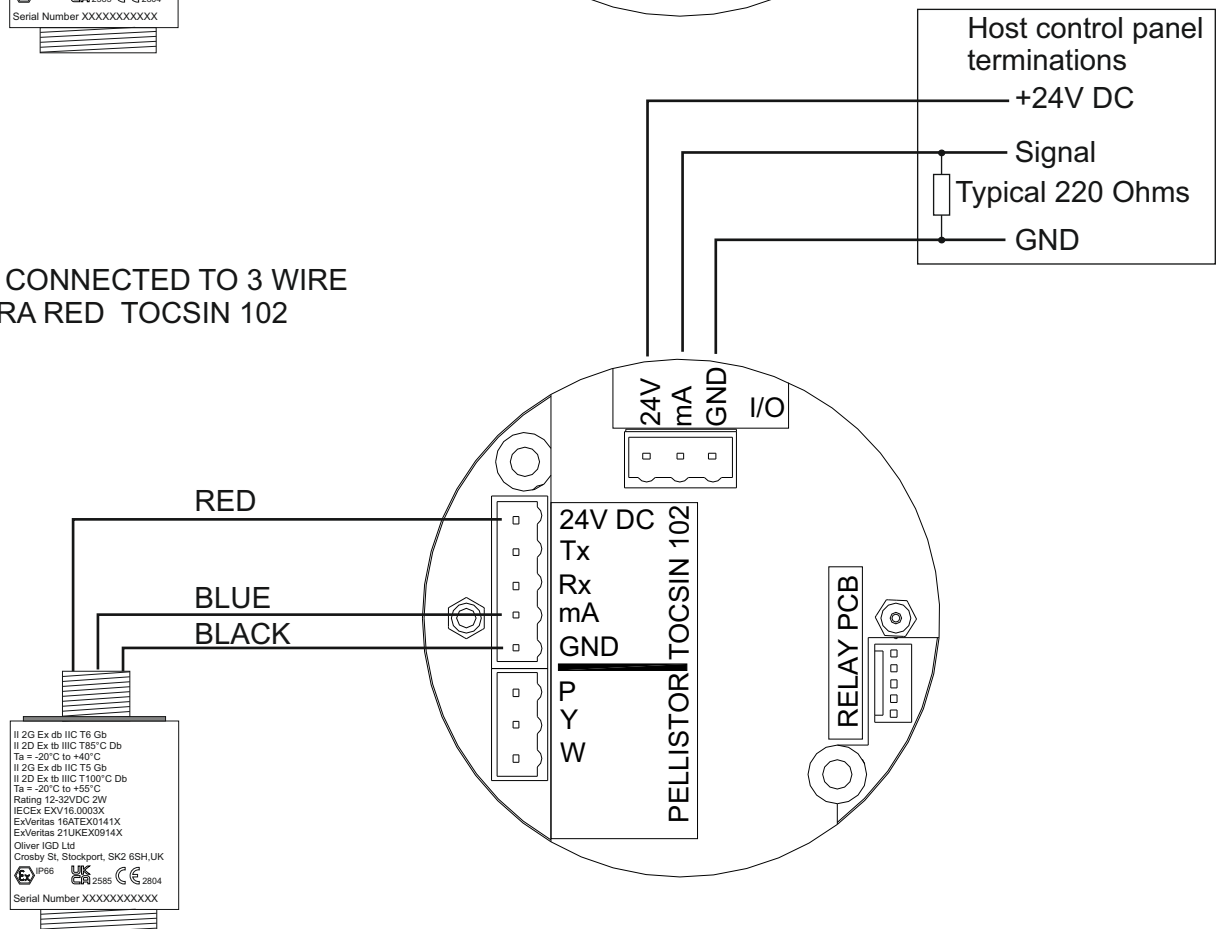 2585 2804
Serial Number XXXXXXXXXXX
Host control panel
terminations
+24V DC
Signal
Typical 220 Ohms
GND
CONNECTED TO 3 WIRE
RA RED TOCSIN 102
24V
mA
GND
I/O
RED
BLUE
BLACK
24V DC
Tx
Rx
mA
GND
P
Y
W
PELLISTOR TOCSIN 102
RELAY PCB
II 2G Ex db IIC T6 Gb
II 2D Ex tb IIIC T85°C Db
Ta = -20°C to +40°C
II 2G Ex db IIC T5 Gb
II 2D Ex tb IIIC T100°C Db
Ta = -20°C to +55°C
Rating 12-32VDC 2W
IECEx EXV16.0003X
ExVeritas 16ATEX0141X
ExVeritas 21UKEX0914X
Oliver IGD Ltd
Crosby St, Stockport, SK2 6SH,UK
Ex IP66 UK CA 2585 CE 2804
Serial Number XXXXXXXXXXX